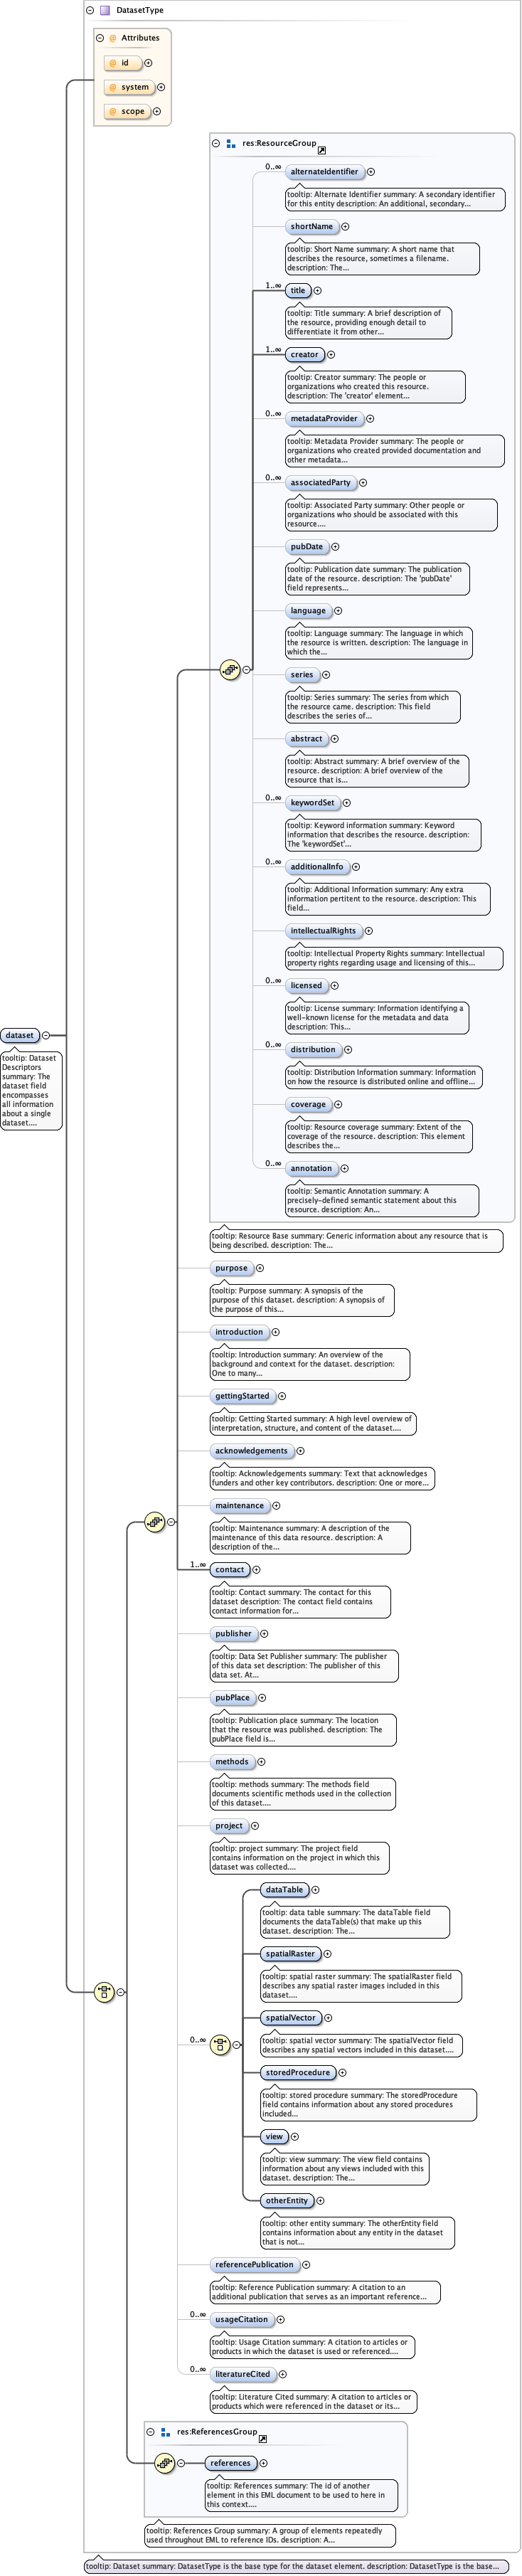 DatasetType
Attributes
@ id
@ system
@ scope
res:ResourceGroup
0..∞
alternateIdentifier
tooltip: Alternate Identifier summary: A secondary identifier
for this entity description: An additional, secondary...
shortName
tooltip: Short Name summary: A short name that
describes the resource, sometimes a filename.
description: The...
1..∞
title
tooltip: Title summary: A brief description of
the resource, providing enough detail to
differentiate it from other...
1..∞
creator
tooltip: Creator summary: The people or
organizations who created this resource.
description: The 'creator' element...
0..∞
metadataProvider
tooltip: Metadata Provider summary: The people or
organizations who created provided documentation and
other metadata...
0..∞
associatedParty
tooltip: Associated Party summary: Other people or
organizations who should be associated with this
resource....
pubDate
tooltip: Publication date summary: The publication
date of the resource. description: The 'pubDate'
field represents...
language
tooltip: Language summary: The language in which
the resource is written. description: The language in
which the...
series
tooltip: Series summary: The series from which
the resource came. description: This field
describes the series of...
abstract
tooltip: Abstract summary: A brief overview of the
resource. description: A brief overview of the
resource that is...
0..∞
keywordSet
tooltip: Keyword information summary: Keyword
information that describes the resource. description:
The 'keywordSet'...
0..∞
additionalInfo
tooltip: Additional Information summary: Any extra
information pertitent to the resource. description: This
field...
intellectualRights
tooltip: Intellectual Property Rights summary: Intellectual
property rights regarding usage and licensing of this...
0..∞
licensed
tooltip: License summary: Information identifying a
well-known license for the metadata and data
description: This...
0..∞
distribution
tooltip: Distribution Information summary: Information
on how the resource is distributed online and offline...
coverage
tooltip: Resource coverage summary: Extent of the
coverage of the resource. description: This element
describes the...
0..∞
annotation
tooltip: Semantic Annotation summary: A
precisely-defined semantic statement about this
resource. description: An...
tooltip: Resource Base summary: Generic information about any resource that is
being described. description: The...
dataset
tooltip: Dataset
Descriptors
summary: The
dataset field
encompasses
all information
about a single
dataset....
purpose
tooltip: Purpose summary: A synopsis of the
purpose of this dataset. description: A synopsis of
the purpose of this...
introduction
tooltip: Introduction summary: An overview of the
background and context for the dataset. description:
One to many...
gettingStarted
tooltip: Getting Started summary: A high level overview of
interpretation, structure, and content of the dataset....
acknowledgements
tooltip: Acknowledgements summary: Text that acknowledges
funders and other key contributors. description: One or more...
maintenance
tooltip: Maintenance summary: A description of the
maintenance of this data resource. description: A
description of the...
1..∞
contact
tooltip: Contact summary: The contact for this
dataset description: The contact field contains
contact information for...
publisher
tooltip: Data Set Publisher summary: The publisher
of this data set description: The publisher of this
data set. At...
pubPlace
tooltip: Publication place summary: The location
that the resource was published. description: The
pubPlace field is...
methods
tooltip: methods summary: The methods field
documents scientific methods used in the collection
of this dataset....
project
tooltip: project summary: The project field
contains information on the project in which this
dataset was collected....
0..∞
dataTable
tooltip: data table summary: The dataTable field
documents the dataTable(s) that make up this
dataset. description: The...
spatialRaster
tooltip: spatial raster summary: The spatialRaster field
describes any spatial raster images included in this
dataset....
spatialVector
tooltip: spatial vector summary: The spatialVector field
describes any spatial vectors included in this dataset....
storedProcedure
tooltip: stored procedure summary: The storedProcedure
field contains information about any stored procedures
included...
view
tooltip: view summary: The view field contains
information about any views included with this
dataset. description: The...
otherEntity
tooltip: other entity summary: The otherEntity field
contains information about any entity in the dataset
that is not...
referencePublication
tooltip: Reference Publication summary: A citation to an
additional publication that serves as an important reference...
0..∞
usageCitation
tooltip: Usage Citation summary: A citation to articles or
products in which the dataset is used or referenced....
0..∞
literatureCited
tooltip: Literature Cited summary: A citation to articles or
products which were referenced in the dataset or its...
res:ReferencesGroup
references
tooltip: References summary: The id of another
element in this EML document to be used to here in
this context....
tooltip: References Group summary: A group of elements repeatedly
used throughout EML to reference IDs. description: A...
tooltip: Dataset summary: DatasetType is the base type for the dataset element. description: DatasetType is the base...